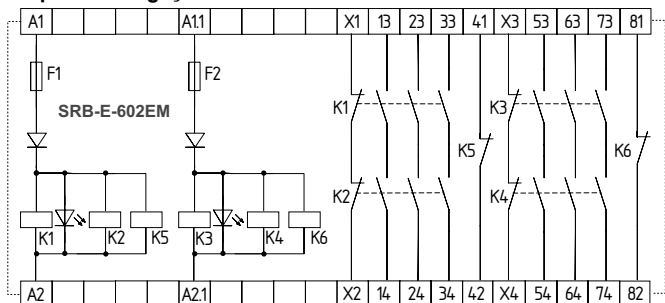 A1 A1.1 X1 13 23 33 41 X3 53 63 73 81
F1 F2
SRB-E-602EM
K1 K3
K5 K6
K2 K4
K1 K2 K5 K3 K4 K6
A2 A2.1 X2 14 24 34 42 X4 54 64 74 82